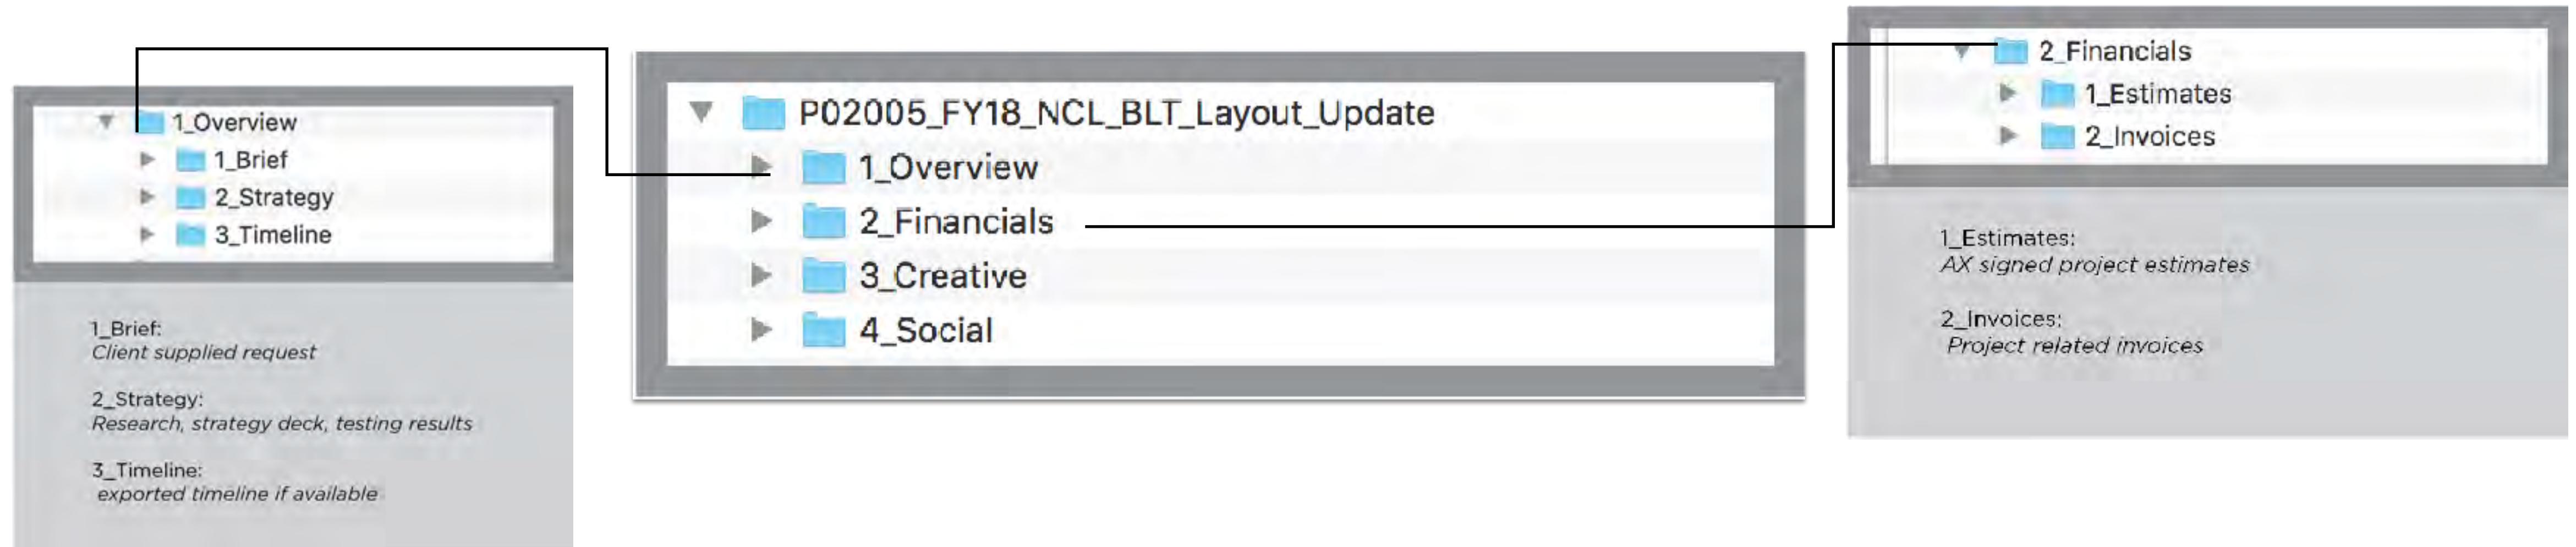 1_Overview
1_Brief
2_Strategy
3_Timeline
1_Brief:
Client supplied request
2_Strategy:
Research, strategy deck, testing results
3_Timeline:
exported timeline if available
P02005_FY18_NCL_BLT_Layout_Update
1_Overview
2_Financials
3_Creative
4_Social
2_Financials
1_Estimates
2_Invoices
1_Estimates:
AX signed project estimates
2_Invoices:
Project related invoices